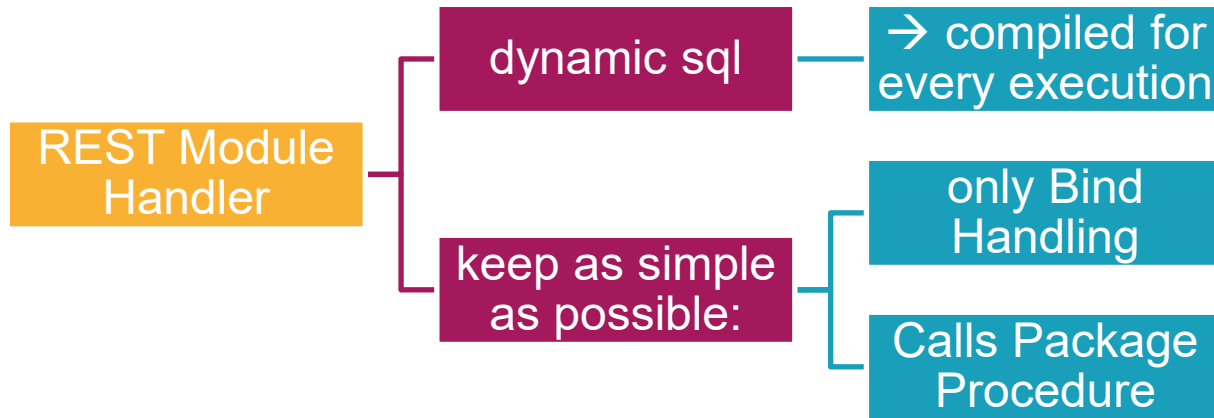 REST Module
Handler
dynamic sql
→ compiled for
every execution
keep as simple
as possible:
only Bind
Handling
Calls Package
Procedure